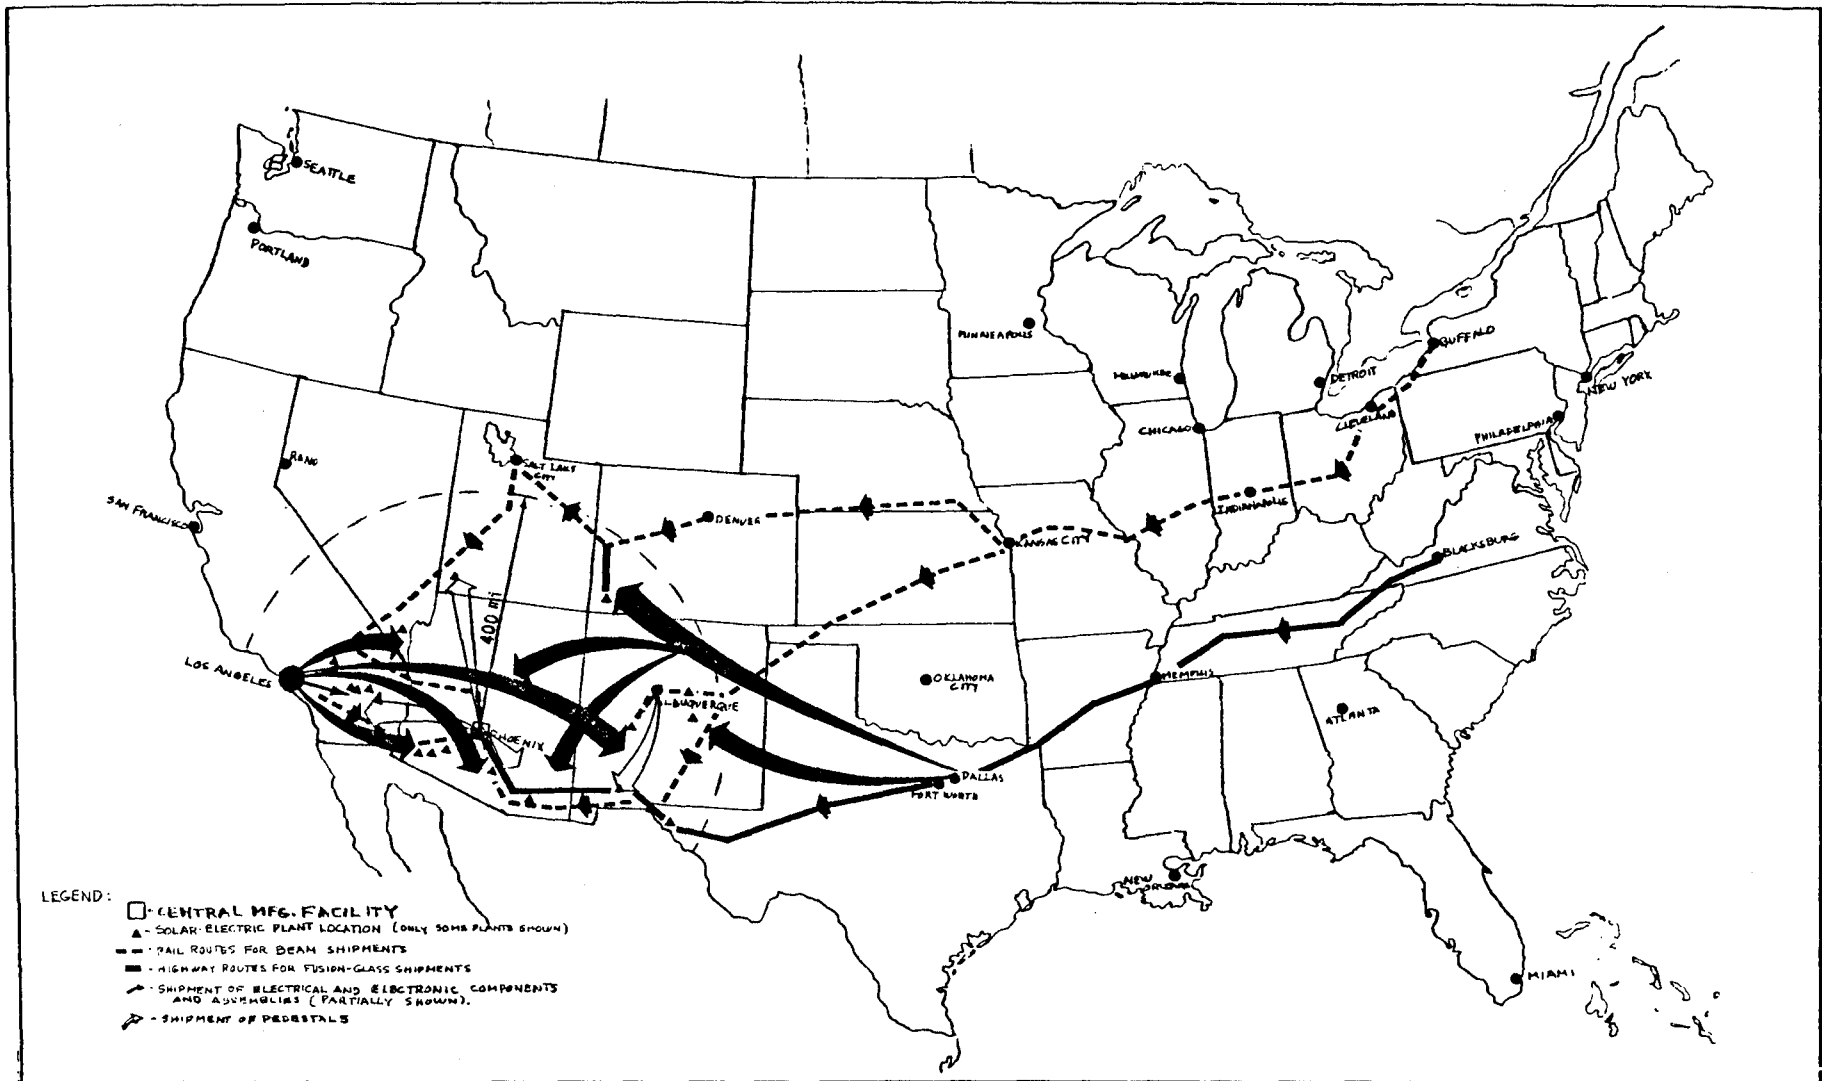 SEATTLE
PORTLAND
MINNEAPOLIS
MILWAUKEE
DETROIT
BUFFALO
NEW YORK
CLEVELAND
PHILADELPHIA
CHICAGO
RANO
SALT LAKE
CITY
SAN FRANCISCO
DENVER
INDIANAPOLIS
KANSAS CITY
BLACKSBURG
400 mi
LOS ANGELES
OKLAHOMA
CITY
MEMPHIS
ALBUQUERQUE
ATLANTA
PHOENIX
DALLAS
FORT WORTH
NEW
ORLEANS
MIAMI
LEGEND:
- CENTRAL MFG. FACILITY
- SOLAR-ELECTRIC PLANT LOCATION (ONLY SOME PLANTS SHOWN)
- RAIL ROUTES FOR BEAM SHIPMENTS
- HIGHWAY ROUTES FOR FUSION-GLASS SHIPMENTS
- SHIPMENT OF ELECTRICAL AND ELECTRONIC COMPONENTS
AND ASSEMBLIES (PARTIALLY SHOWN).
- SHIPMENT OF PEDESTALS